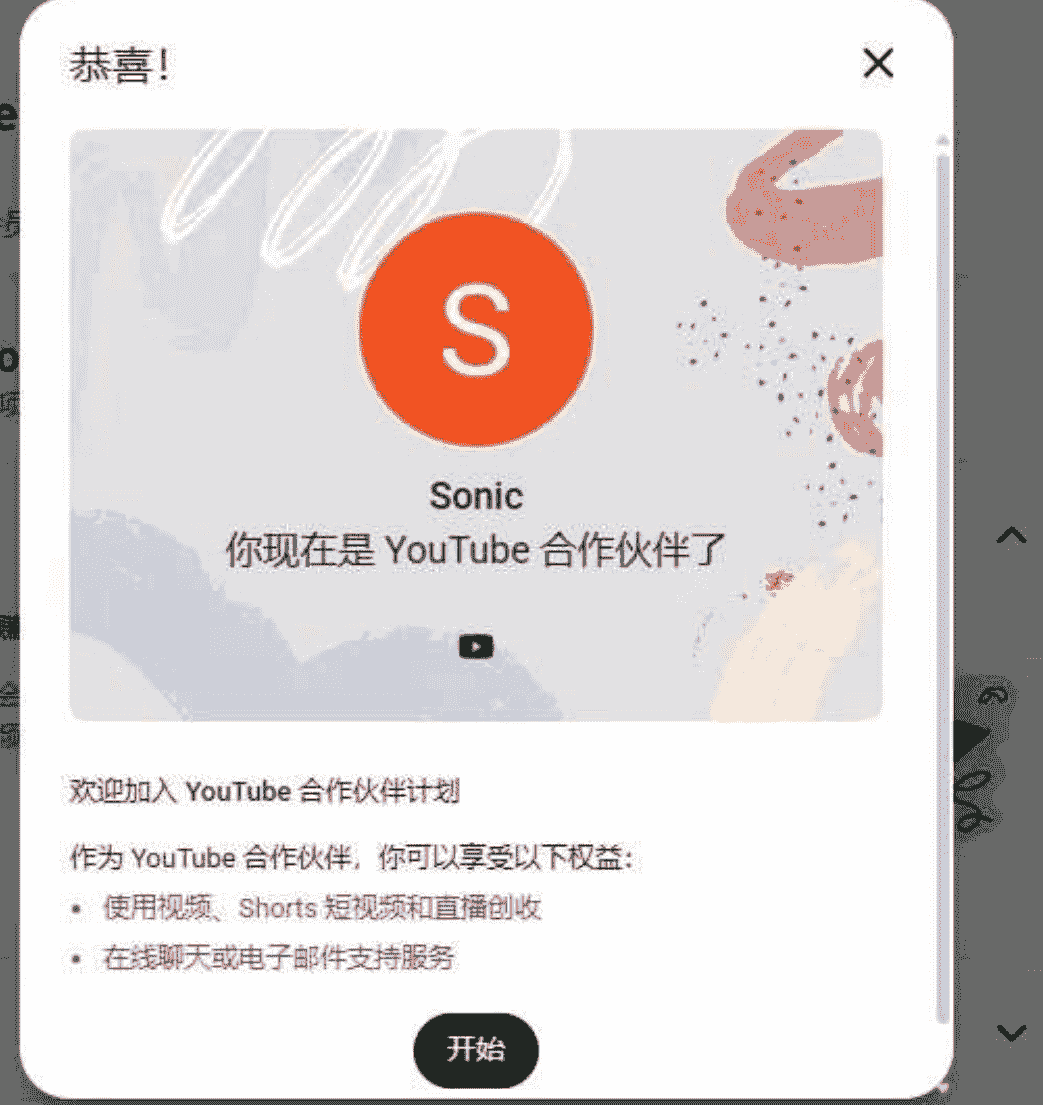 恭喜！
S
Sonic
你现在是 YouTube 合作伙伴了
欢迎加入 YouTube 合作伙伴计划
作为 YouTube 合作伙伴，你可以享受以下权益：
• 使用视频、Shorts 短视频和直播创收
• 在线聊天或电子邮件支持服务
开始